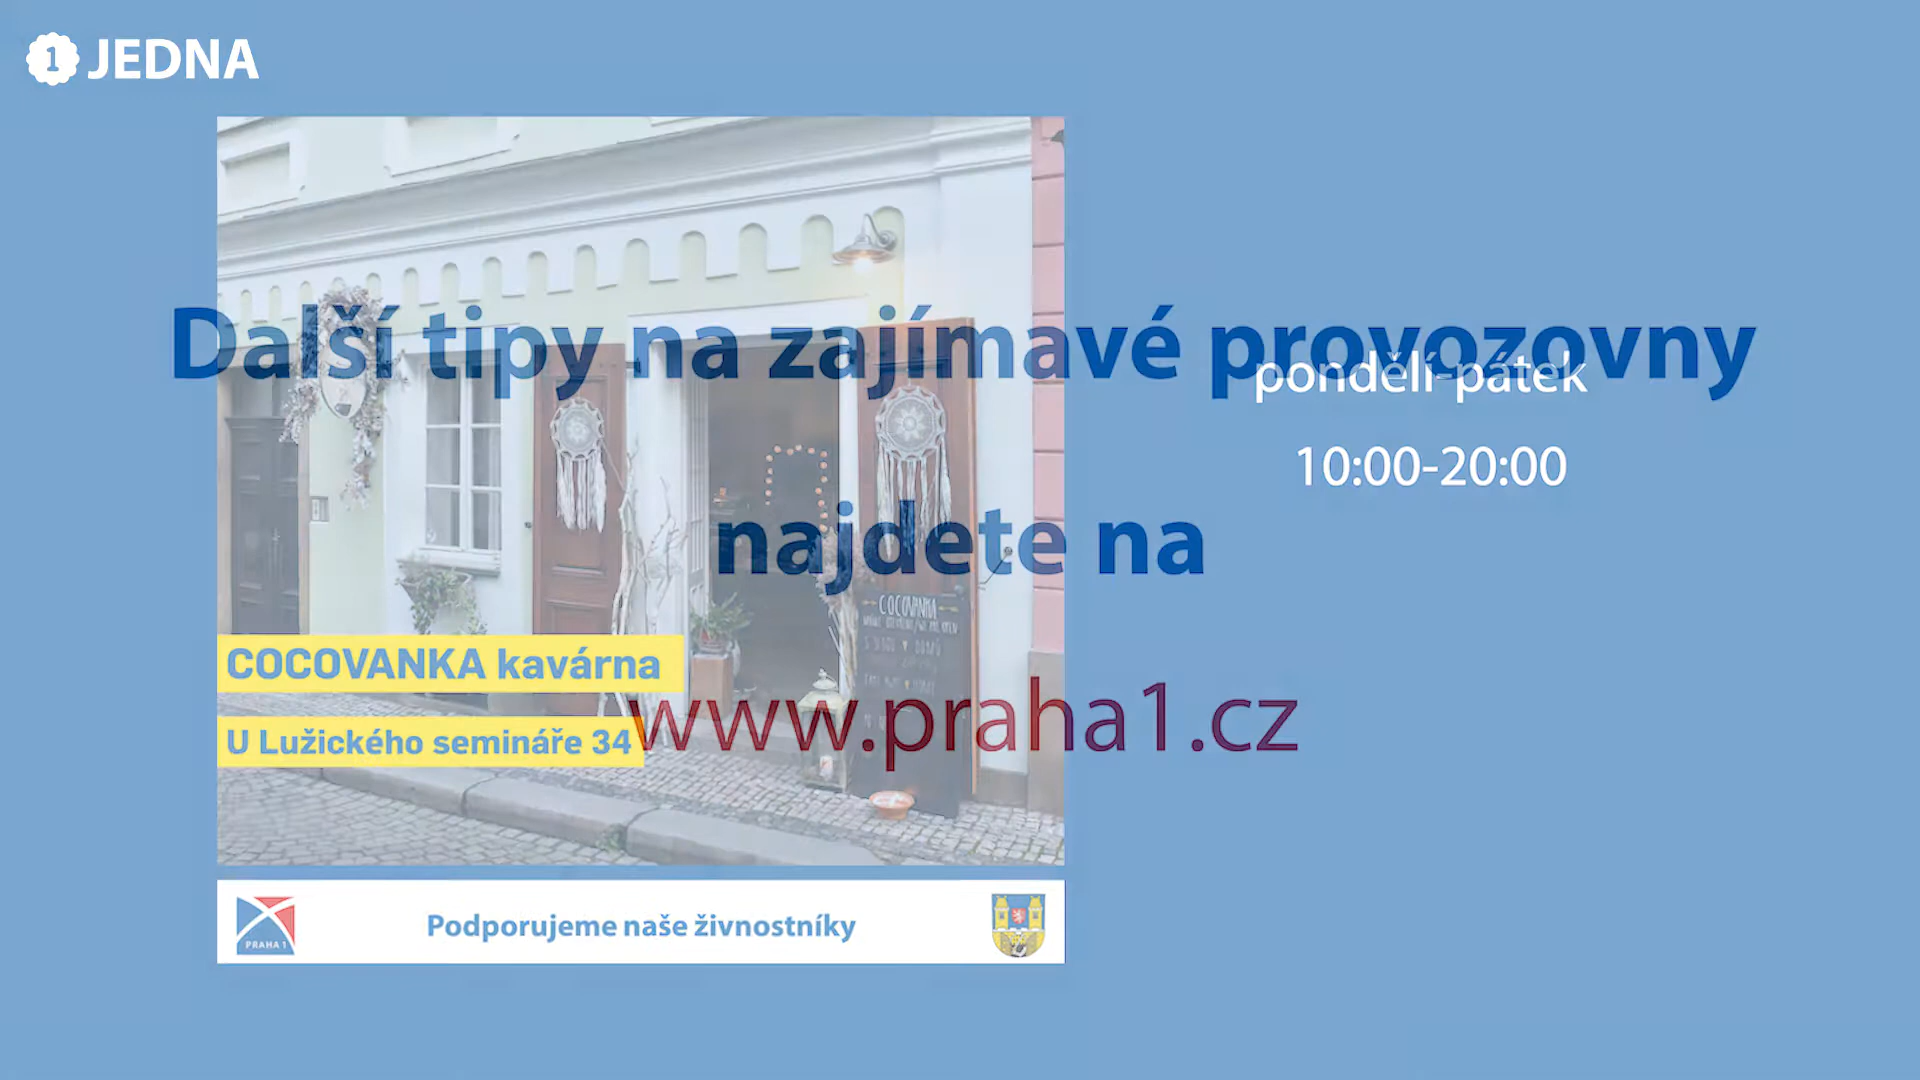 1 JEDNA
Další tipy na zajímavé provozovny
pondělí-pátek
10:00-20:00
najdete na
COCOVANKA
COCOVANKA kavárna
www.praha1.cz
U Lužického semináře 34
PRAHA 1
Podporujeme naše živnostníky